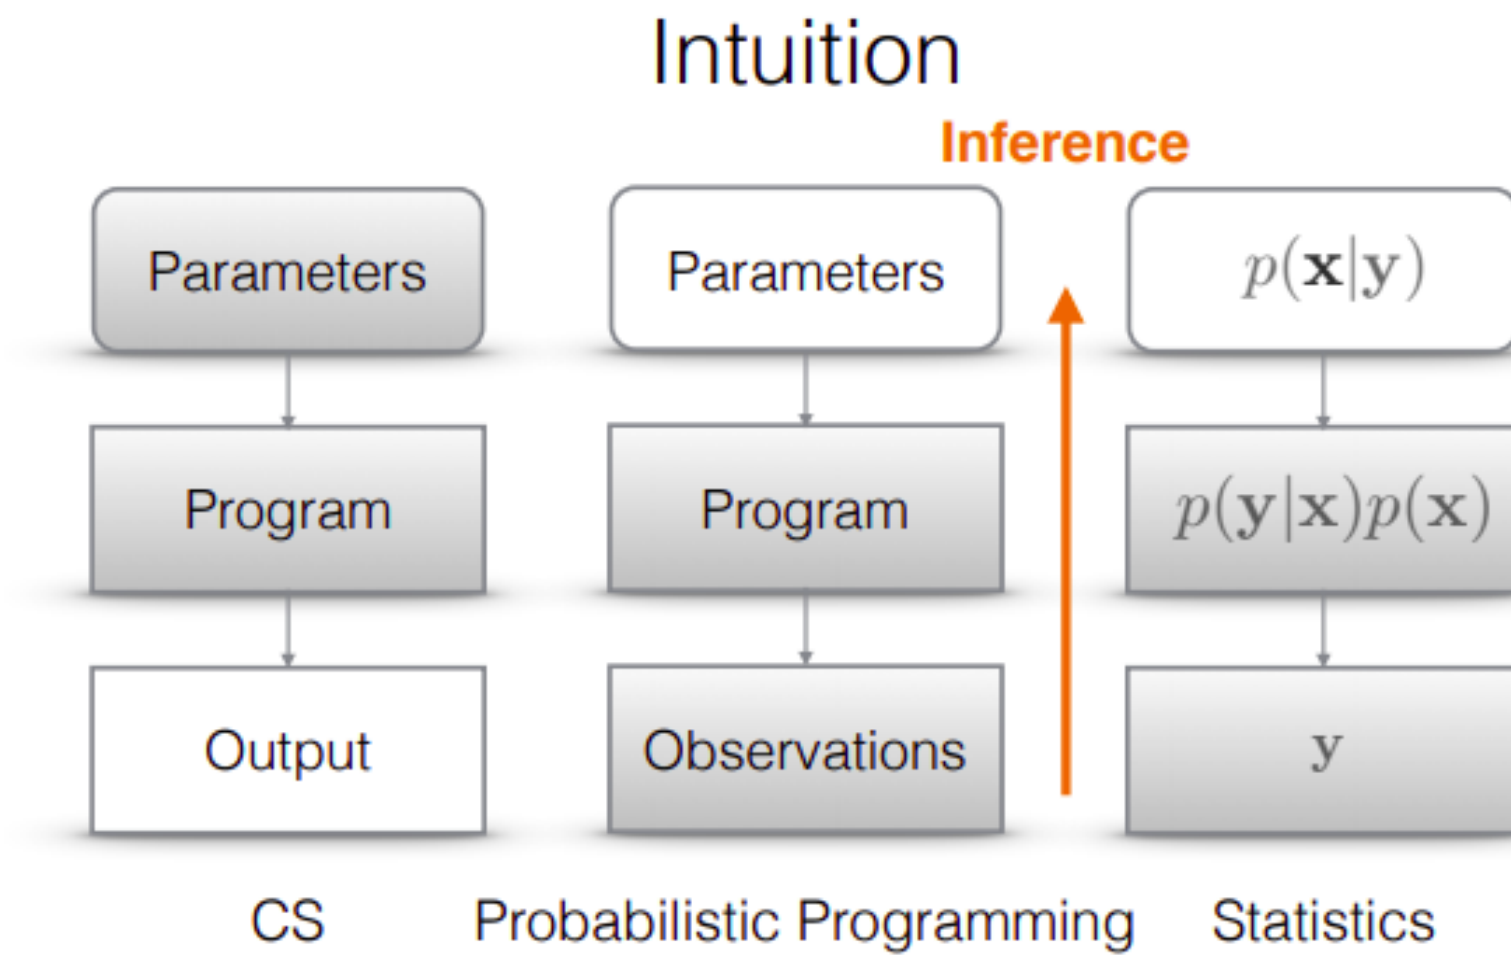 Intuition
Inference
Parameters
Parameters
p(x|y)
Program
Program
p(y|x)p(x)
Output
Observations
y
CS
Probabilistic Programming
Statistics